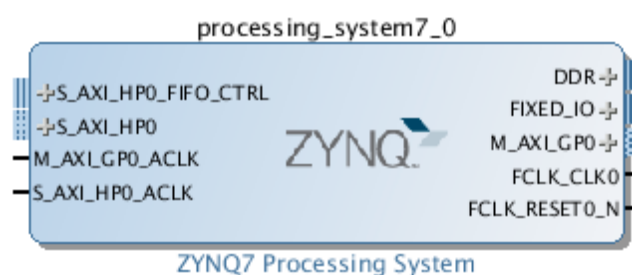 processing_system7_0
S_AXI_HP0_FIFO_CTRL
S_AXI_HP0
M_AXI_GP0_ACLK
S_AXI_HP0_ACLK
ZYNQ
DDR
FIXED_IO
M_AXI_GP0
FCLK_CLK0
FCLK_RESET0_N
ZYNQ7 Processing System